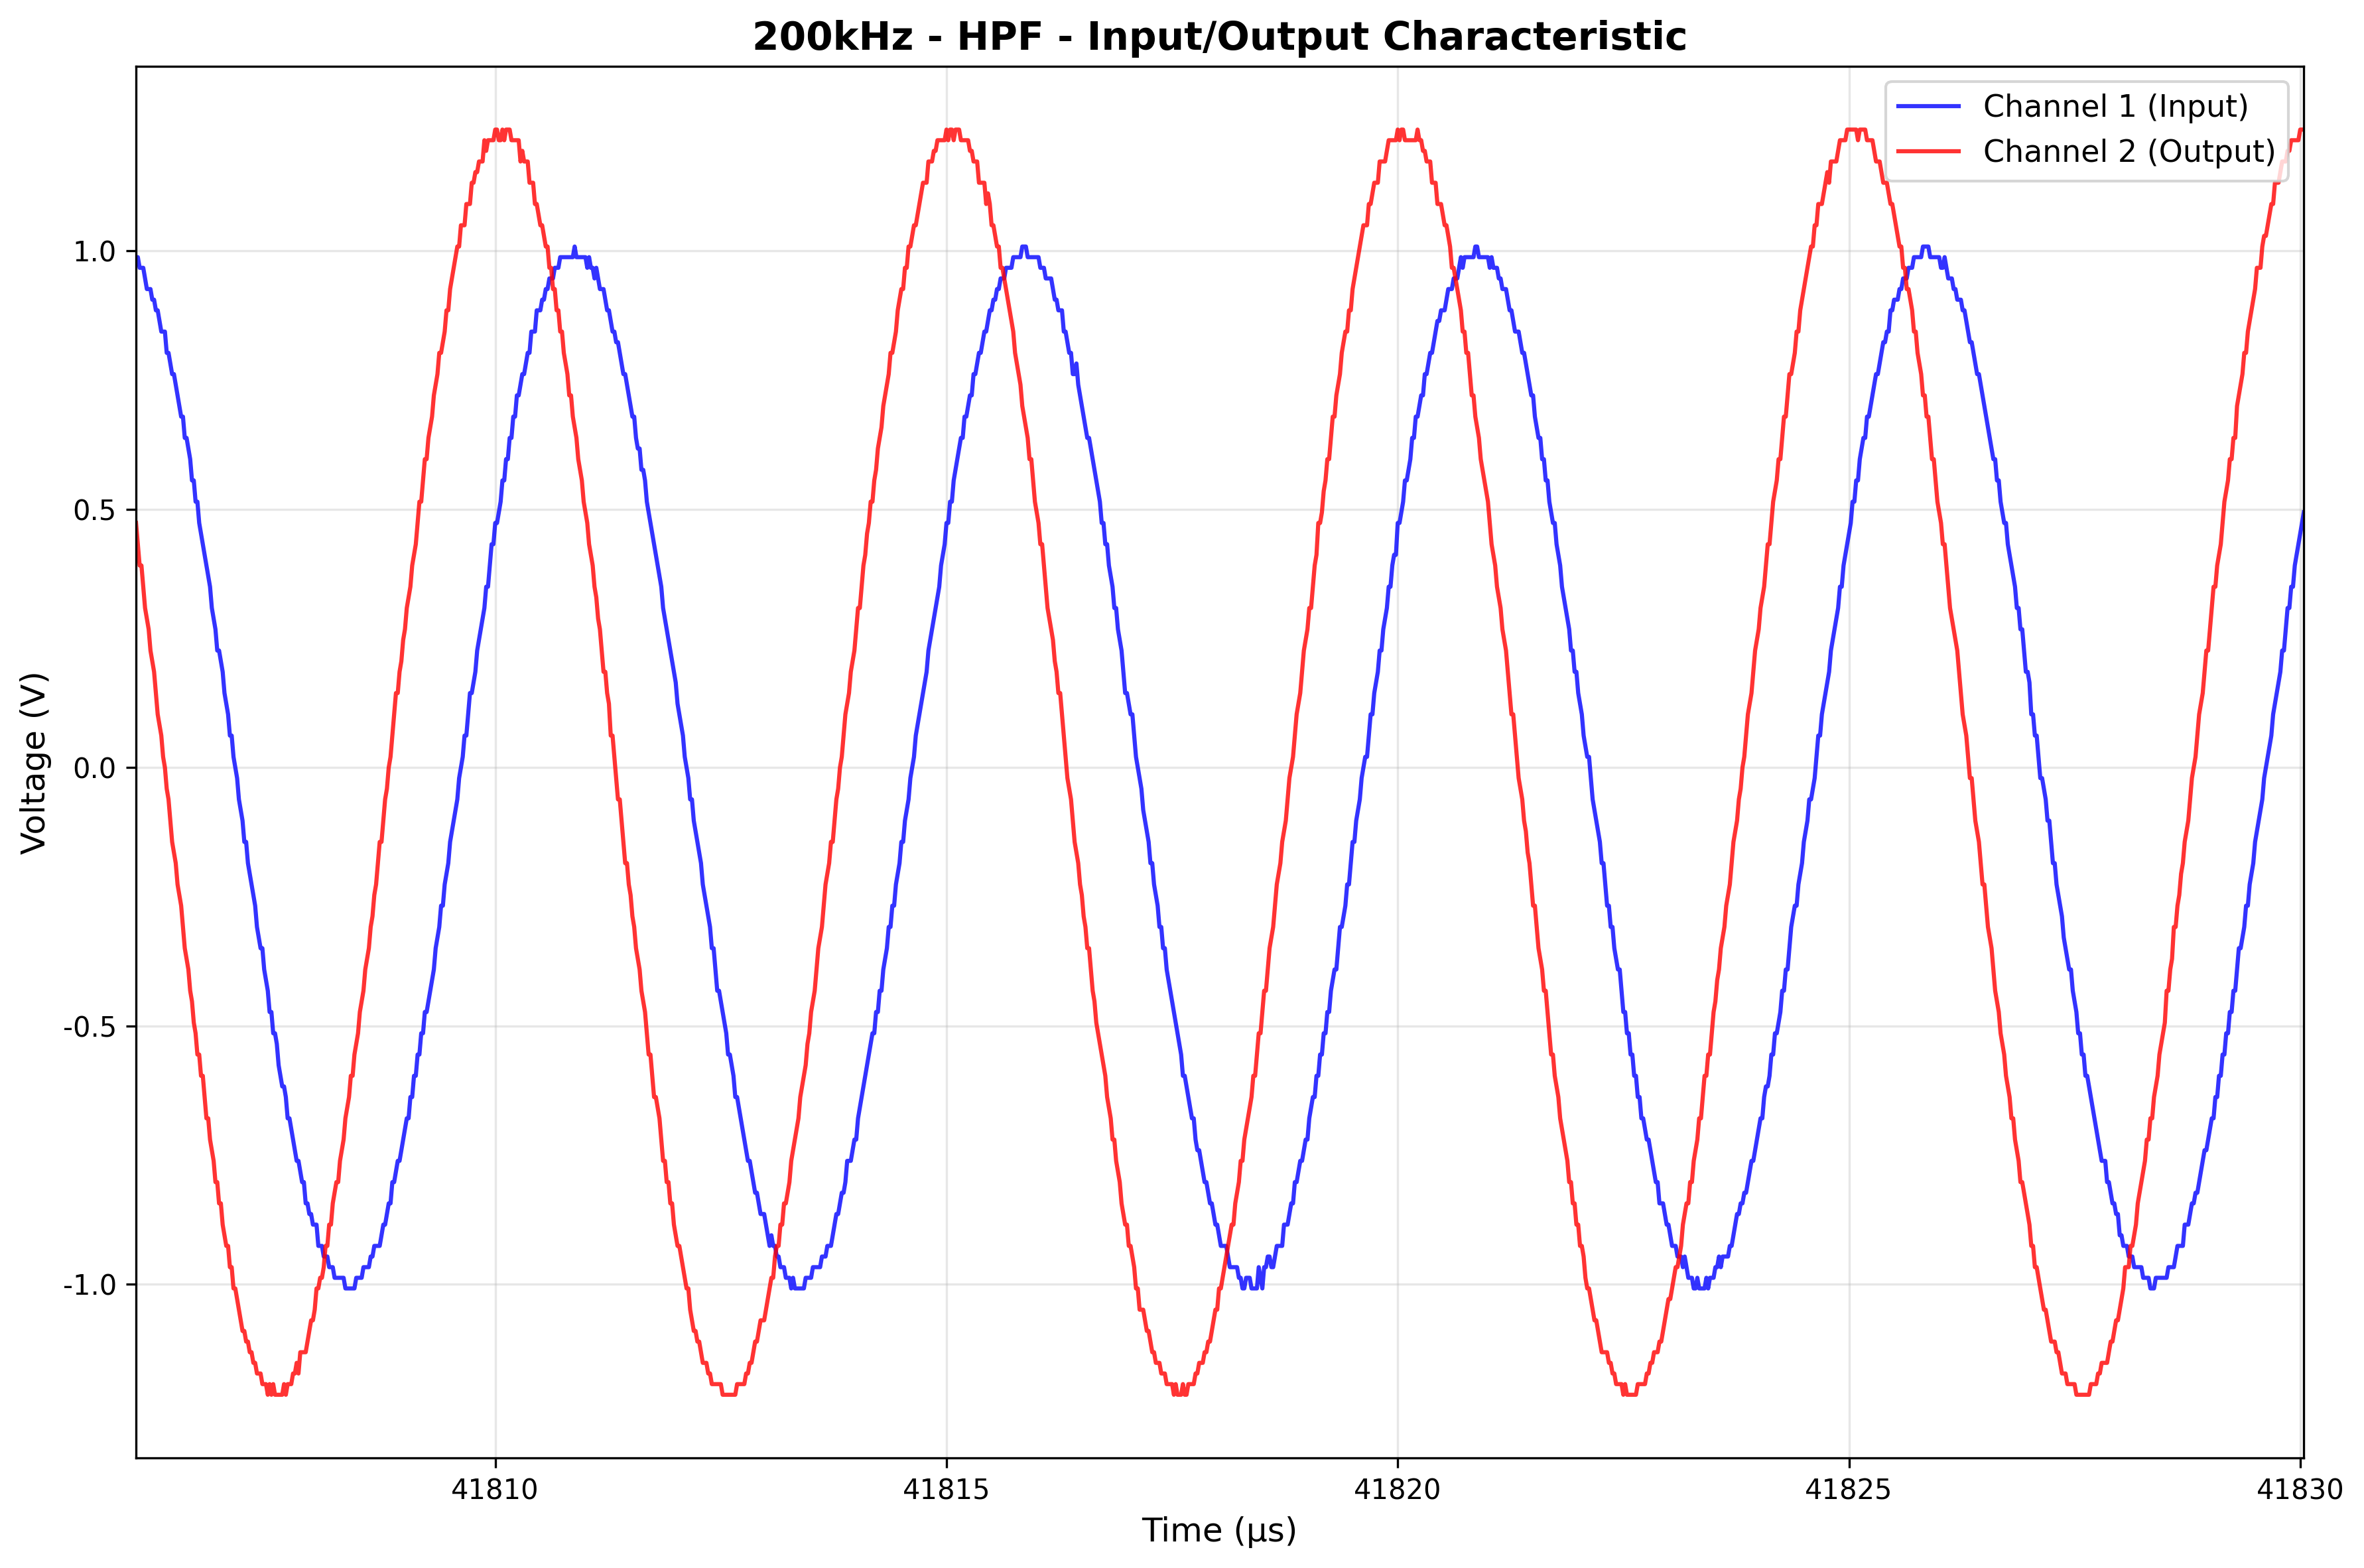 200kHz - HPF - Input/Output Characteristic
Channel 1 (Input)
Channel 2 (Output)
1.0
0.5
0.0
-0.5
-1.0
Voltage (V)
41810
41815
41820
41825
41830
Time (µs)